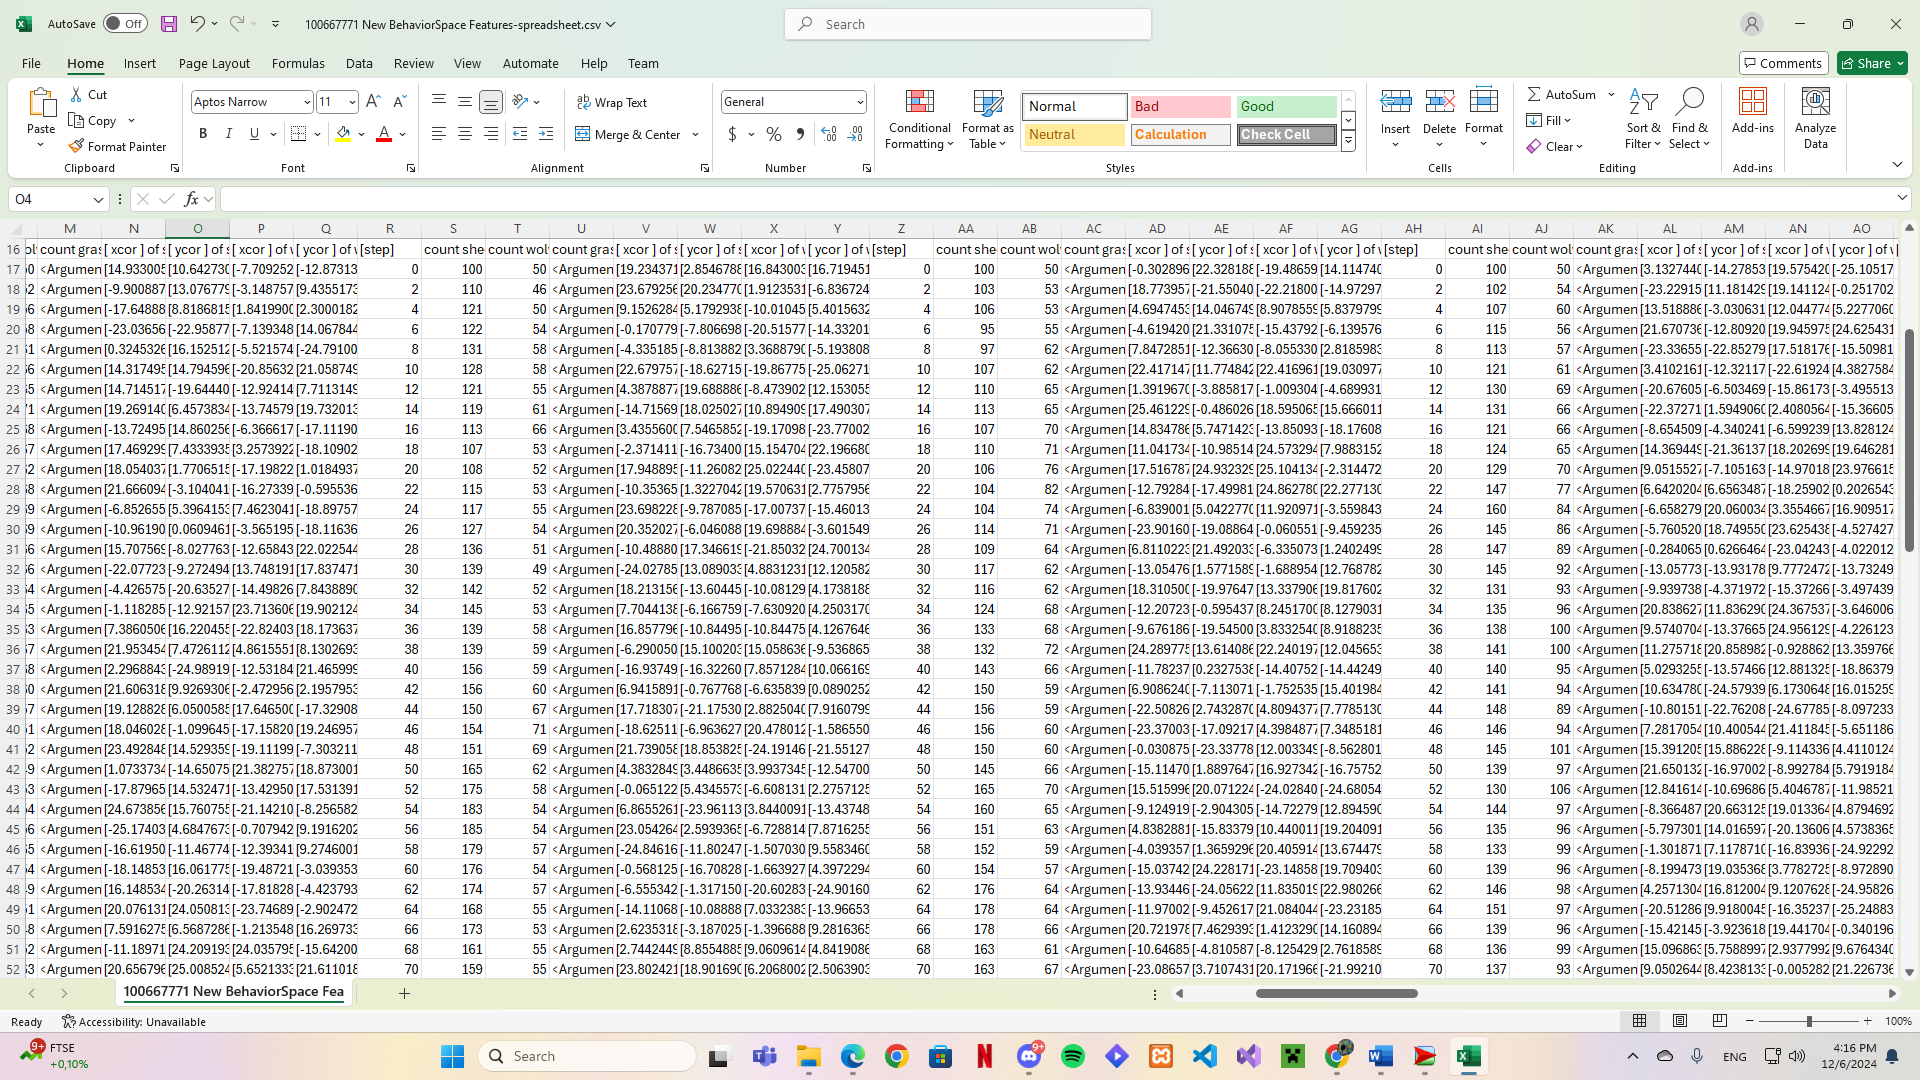 AutoSave Off 100667771 New BehaviorSpace Features-spreadsheet.csv Search
File Home Insert Page Layout Formulas Data Review View Automate Help Team Comments Share
Paste Cut Copy Format Painter Aptos Narrow 11 Wrap Text Merge & Center General Conditional Formatting Format as Table Normal Bad Good Neutral Calculation Check Cell Insert Delete Format AutoSum Fill Clear Sort & Filter Find & Select Add-ins Analyze Data
Clipboard Font Alignment Number Styles Cells Editing Add-ins
O4 fx
M N O P Q R S T U V W X Y Z AA AB AC AD AE AF AG AH AI AJ AK AL AM AN AO
16 count gras [ xcor ] of s [ ycor ] of s [ xcor ] of v [ ycor ] of v [step] count shee count wolv count gras [ xcor ] of s [ ycor ] of s [ xcor ] of v [ ycor ] of v [step] count shee count wolv count gras [ xcor ] of s [ ycor ] of s [ xcor ] of v [ ycor ] of v [step] count shee count wolv count gras [ xcor ] of s [ ycor ] of s [ xcor ] of v [ ycor ] of v
17 <Argumen [14.933005 [10.642730 [-7.709252 [-12.87313 0 100 50 <Argumen [19.234371 [2.8546788 [16.843003 [16.719451 0 100 50 <Argumen [-0.302896 [22.328188 [-19.48659 [14.114740 0 100 50 <Argumen [3.1327440 [-14.27853 [19.575420 [-25.10517
18 <Argumen [-9.900887 [13.076779 [-3.148757 [9.4355173 2 110 46 <Argumen [23.679256 [20.234770 [1.9123531 [-6.836724 2 103 53 <Argumen [18.773957 [-21.55040 [-22.21800 [-14.97297 2 102 54 <Argumen [-23.22915 [11.181429 [19.141124 [-0.251702
19 <Argumen [-17.64888 [8.8186815 [1.8419900 [2.3000182 4 121 50 <Argumen [9.1526284 [5.1792938 [-10.01045 [5.4015632 4 106 53 <Argumen [4.6947453 [14.046749 [8.9078559 [5.8379799 4 107 60 <Argumen [13.518886 [-3.030631 [12.044774 [5.2277060
20 <Argumen [-23.03656 [-22.95877 [-7.139348 [14.067844 6 122 54 <Argumen [-0.170779 [-7.806698 [-20.51577 [-14.33201 6 95 55 <Argumen [-4.619420 [21.331075 [-15.43792 [-6.139576 6 115 56 <Argumen [21.670736 [-12.80920 [19.945975 [24.625431
21 <Argumen [0.3245326 [16.152512 [-5.521574 [-24.79100 8 131 58 <Argumen [-4.335185 [-8.813882 [3.3688790 [-5.193808 8 97 62 <Argumen [7.8472851 [-12.36630 [-8.055330 [2.8185983 8 113 57 <Argumen [-23.33655 [-22.85279 [17.518176 [-15.50981
22 <Argumen [14.317495 [14.794596 [-20.85632 [21.058749 10 128 58 <Argumen [22.679757 [-18.62715 [-19.86775 [-25.06271 10 107 62 <Argumen [22.417147 [11.774842 [22.416961 [19.030977 10 121 61 <Argumen [3.4102161 [-12.32117 [-22.61924 [4.3827584
23 <Argumen [14.714517 [-19.64440 [-12.92414 [7.7113149 12 121 55 <Argumen [4.3878877 [19.688886 [-8.473902 [12.153055 12 110 65 <Argumen [1.3919670 [-3.885817 [-1.009304 [-4.689931 12 130 69 <Argumen [-20.67605 [-6.503469 [-15.86173 [-3.495513
24 <Argumen [19.269140 [6.4573834 [-13.74579 [19.732013 14 119 61 <Argumen [-14.71569 [18.025027 [10.894909 [17.490307 14 113 65 <Argumen [25.461229 [-0.486026 [18.595065 [15.666011 14 131 66 <Argumen [-22.37271 [1.5949060 [2.4080564 [-15.36605
25 <Argumen [-13.72495 [14.860256 [-6.366617 [-17.11190 16 113 66 <Argumen [3.4355600 [7.5465852 [-19.17098 [-23.77002 16 107 70 <Argumen [14.834786 [5.7471423 [-13.85093 [-18.17608 16 121 66 <Argumen [-8.654509 [-4.340241 [-6.599239 [13.828124
26 <Argumen [17.469299 [7.4333935 [3.2573922 [-18.10902 18 107 53 <Argumen [-2.371411 [-16.73400 [15.154704 [22.196680 18 110 71 <Argumen [11.041734 [-10.98514 [24.573294 [7.9883152 18 124 65 <Argumen [14.369449 [-21.36137 [18.202699 [19.646281
27 <Argumen [18.054037 [1.7706515 [-17.19822 [1.0184937 20 108 52 <Argumen [17.948895 [-11.26082 [25.022440 [-23.45807 20 106 76 <Argumen [17.516787 [24.932329 [25.104134 [-2.314472 20 129 70 <Argumen [9.0515527 [-7.105163 [-14.97018 [23.976615
28 <Argumen [21.666094 [-3.104041 [-16.27339 [-0.595536 22 115 53 <Argumen [-10.35365 [1.3227042 [19.570631 [2.7757956 22 104 82 <Argumen [-12.79284 [-17.49981 [24.862780 [22.277130 22 147 77 <Argumen [6.6420204 [6.6563487 [-18.25902 [0.2026543
29 <Argumen [-6.852655 [5.3964153 [7.4623041 [-18.89757 24 117 55 <Argumen [23.698228 [-9.787085 [-17.00737 [-15.46013 24 104 74 <Argumen [-6.839001 [5.0422770 [11.920971 [-3.559843 24 160 84 <Argumen [-6.658279 [20.060034 [3.3554667 [16.909517
30 <Argumen [-10.96190 [0.0609461 [-3.565195 [-18.11636 26 127 54 <Argumen [20.352027 [-6.046088 [19.698884 [-3.601549 26 114 71 <Argumen [-23.90160 [-19.08864 [-0.060551 [-9.459235 26 145 86 <Argumen [-5.760520 [18.749550 [23.625438 [-4.527427
31 <Argumen [15.707569 [-8.027763 [-12.65843 [22.022544 28 136 51 <Argumen [-10.48880 [17.346619 [-21.85032 [24.700134 28 109 64 <Argumen [6.8110223 [21.492033 [-6.335073 [1.2402499 28 147 89 <Argumen [-0.284065 [0.6266464 [-23.04243 [-4.022012
32 <Argumen [-22.07723 [-9.272494 [13.748191 [17.837471 30 139 49 <Argumen [-24.02785 [13.089033 [4.8831231 [12.120582 30 117 62 <Argumen [-13.05476 [1.5771589 [-1.688954 [12.768782 30 145 92 <Argumen [-13.05773 [-13.93178 [9.7772472 [-13.73249
33 <Argumen [-4.426575 [-20.63527 [-14.49826 [7.8438890 32 142 52 <Argumen [18.213156 [-13.60445 [-10.08129 [4.1738188 32 116 62 <Argumen [18.310500 [-19.97647 [13.337906 [19.817602 32 131 93 <Argumen [-9.939738 [-4.371972 [-15.37266 [-3.497439
34 <Argumen [-1.118285 [-12.92157 [23.713606 [19.902124 34 145 53 <Argumen [7.7044138 [-6.166759 [-7.630920 [4.2503170 34 124 68 <Argumen [-12.20723 [-0.595437 [8.2451700 [8.1279031 34 135 96 <Argumen [20.838627 [11.836290 [24.367537 [-3.646006
35 <Argumen [7.3860506 [16.220455 [-22.82403 [18.173637 36 139 58 <Argumen [16.857796 [-10.84495 [-10.84475 [4.1267646 36 133 68 <Argumen [-9.676186 [-19.54500 [3.8332540 [8.9188235 36 138 100 <Argumen [9.5740704 [-13.37665 [24.956129 [-4.226123
36 <Argumen [21.953454 [7.4726112 [4.8615551 [8.1302693 38 139 59 <Argumen [-6.290050 [15.100203 [15.058636 [-9.536865 38 132 72 <Argumen [24.289775 [13.614086 [22.240197 [12.045653 38 141 100 <Argumen [11.275718 [20.858982 [-0.928862 [13.359766
37 <Argumen [2.2968843 [-24.98919 [-12.53184 [21.465999 40 156 59 <Argumen [-16.93749 [-16.32260 [7.8571284 [10.066169 40 143 66 <Argumen [-11.78237 [0.2327538 [-14.40752 [-14.44249 40 140 95 <Argumen [5.0293255 [-13.57466 [12.881325 [-18.86379
38 <Argumen [21.606318 [9.9269306 [-2.472956 [2.1957953 42 156 60 <Argumen [6.9415891 [-0.767768 [-6.635839 [0.0890252 42 150 59 <Argumen [6.9086240 [-7.113071 [-1.752535 [15.401984 42 141 94 <Argumen [10.634780 [-24.57939 [6.1730648 [16.015259
39 <Argumen [19.128828 [6.0500585 [17.646500 [-17.32908 44 150 67 <Argumen [17.718307 [-21.17530 [2.8825040 [7.9160799 44 156 59 <Argumen [-22.50826 [2.7432870 [4.8094377 [7.7785130 44 148 89 <Argumen [-10.80151 [-22.76208 [-24.67785 [-8.097233
40 <Argumen [18.046028 [-1.099645 [-17.15820 [19.246957 46 154 71 <Argumen [-18.62511 [-6.963627 [20.478012 [-1.586550 46 156 60 <Argumen [-23.37003 [-17.09217 [4.3984877 [7.3485181 46 146 94 <Argumen [7.2817054 [10.400544 [21.411845 [-5.651186
41 <Argumen [23.492848 [14.529359 [-19.11199 [-7.303211 48 151 69 <Argumen [21.739058 [18.853825 [-24.19146 [-21.55127 48 150 60 <Argumen [-0.030875 [-23.33778 [12.003349 [-8.562801 48 145 101 <Argumen [15.391205 [15.886228 [-9.114336 [4.4110124
42 <Argumen [1.0733734 [-14.65075 [21.382757 [18.873001 50 165 62 <Argumen [4.3832849 [3.4486635 [3.9937345 [-12.54700 50 145 66 <Argumen [-15.11470 [1.8897647 [16.927342 [-16.75752 50 139 97 <Argumen [21.650132 [-16.97002 [-8.992784 [5.7919184
43 <Argumen [-17.87965 [14.532471 [-13.42950 [17.531391 52 175 58 <Argumen [-0.065122 [5.4345573 [-6.608131 [2.2757125 52 165 70 <Argumen [15.515996 [20.071224 [-24.02840 [-24.68054 52 130 106 <Argumen [12.841614 [-10.69686 [5.4046787 [-11.98521
44 <Argumen [24.673856 [15.760755 [-21.14210 [-8.256582 54 183 54 <Argumen [6.8655261 [-23.96113 [3.8440091 [-13.43748 54 160 65 <Argumen [-9.124919 [-2.904305 [-14.72279 [12.894590 54 144 97 <Argumen [-8.366487 [20.663125 [19.013364 [4.8794692
45 <Argumen [-25.17403 [4.6847673 [-0.707942 [9.1916202 56 185 54 <Argumen [23.054264 [2.5939365 [-6.728814 [7.8716255 56 151 63 <Argumen [4.8382881 [-15.83379 [10.440011 [19.204091 56 135 96 <Argumen [-5.797301 [14.016597 [-20.13606 [4.5738365
46 <Argumen [-16.61950 [-11.46774 [-12.39341 [9.2746001 58 179 57 <Argumen [-24.84616 [-11.80247 [-1.507030 [9.5583460 58 152 59 <Argumen [-4.039357 [1.3659296 [20.405914 [13.674479 58 133 99 <Argumen [-1.301871 [7.1178710 [-16.83936 [-24.92292
47 <Argumen [-18.14853 [16.061775 [-19.48721 [-3.039353 60 176 54 <Argumen [-0.568125 [-16.70828 [-1.663927 [4.3972294 60 154 57 <Argumen [-15.03742 [24.228171 [-23.14858 [19.709403 60 139 96 <Argumen [-8.199473 [19.035368 [3.7782725 [-8.972890
48 <Argumen [16.148534 [-20.26314 [-17.81828 [-4.423793 62 174 57 <Argumen [-6.555342 [-1.317150 [-20.60283 [-24.90160 62 176 64 <Argumen [-13.93446 [-24.05622 [11.835019 [22.980266 62 146 98 <Argumen [4.2571304 [16.812004 [9.1207628 [-24.95826
49 <Argumen [20.076131 [24.050813 [-23.74689 [-2.902472 64 168 55 <Argumen [-14.11068 [-10.08888 [7.0332383 [-13.96653 64 178 64 <Argumen [-11.97002 [-9.452617 [21.084044 [-23.23185 64 151 97 <Argumen [-20.51286 [9.9180045 [-16.35237 [-25.24883
50 <Argumen [7.5916275 [6.5687286 [-1.213548 [16.269733 66 173 53 <Argumen [2.6235318 [-3.187025 [-1.396688 [9.2816365 66 178 66 <Argumen [20.721978 [7.4629393 [1.4123290 [14.160894 66 139 96 <Argumen [-15.42145 [-3.923618 [19.441704 [-0.340196
51 <Argumen [-11.18971 [24.209193 [24.035795 [-15.64200 68 161 55 <Argumen [2.7442449 [8.8554885 [9.0609614 [4.8419086 68 163 61 <Argumen [-10.64685 [-4.810587 [-8.125429 [2.7618589 68 136 99 <Argumen [15.096863 [5.7588997 [2.9377992 [9.6764340
52 <Argumen [20.656796 [25.008524 [5.6521333 [21.611018 70 159 55 <Argumen [23.802421 [18.901690 [6.2068002 [2.5063903 70 163 67 <Argumen [-23.08657 [3.7107431 [20.171966 [-21.99210 70 137 93 <Argumen [9.0502644 [8.4238133 [-0.005282 [21.226736
100667771 New BehaviorSpace Fea
Ready Accessibility: Unavailable 100%
9+ FTSE +0,10% Search 9+ ENG 4:16 PM 12/6/2024